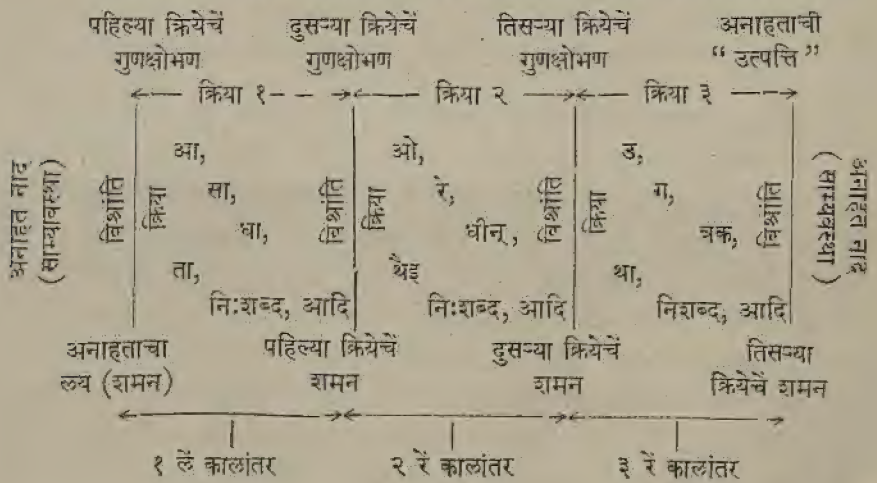 पहिल्या क्रियेचें दुसऱ्या क्रियेचें तिसऱ्या क्रियेचें अनाहताची
गुणक्षोभण गुणक्षोभण गुणक्षोभण “ उत्पत्ति ”
क्रिया १ क्रिया २ क्रिया ३
अनाहत नाद
(साम्यावस्था)
विश्रांति
क्रिया
आ,
सा,
धा,
ता,
निःशब्द, आदि
विश्रांति
क्रिया
ओ,
रे,
धीन्,
थैइ
निःशब्द, आदि
विश्रांति
क्रिया
उ,
ग,
त्रक,
था,
निशब्द, आदि
विश्रांति
अनाहत नाद
(साम्यवस्था)
अनाहताचा पहिल्या क्रियेचें दुसऱ्या क्रियेचें तिसऱ्या
लय (शमन) शमन शमन क्रियेचें शमन
१ लें कालांतर २ रें कालांतर ३ रें कालांतर